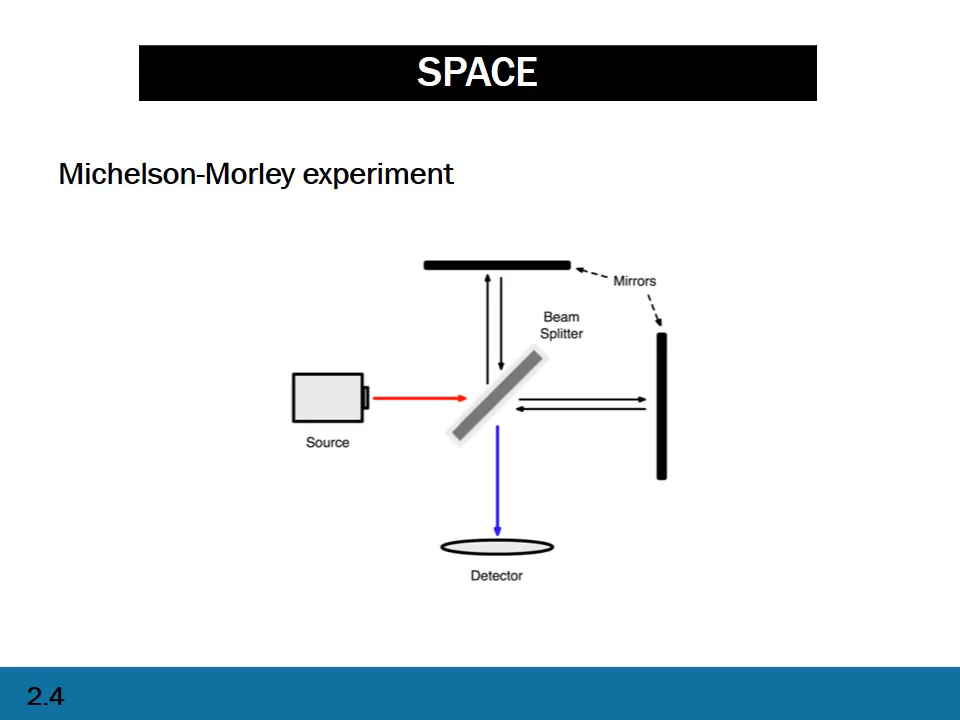 SPACE
Michelson-Morley experiment
Mirrors
Beam
Splitter
Source
Detector
2.4